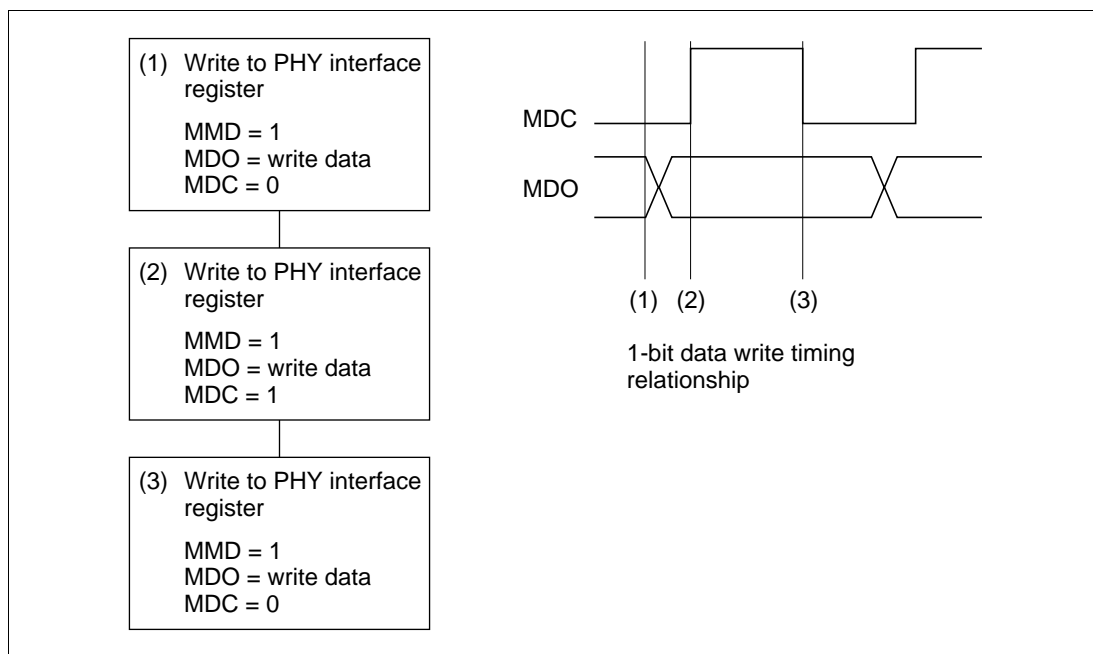 (1) Write to PHY interface
register
MMD = 1
MDO = write data
MDC = 0
(2) Write to PHY interface
register
MMD = 1
MDO = write data
MDC = 1
(3) Write to PHY interface
register
MMD = 1
MDO = write data
MDC = 0
MDC
MDO
(1) (2) (3)
1-bit data write timing
relationship